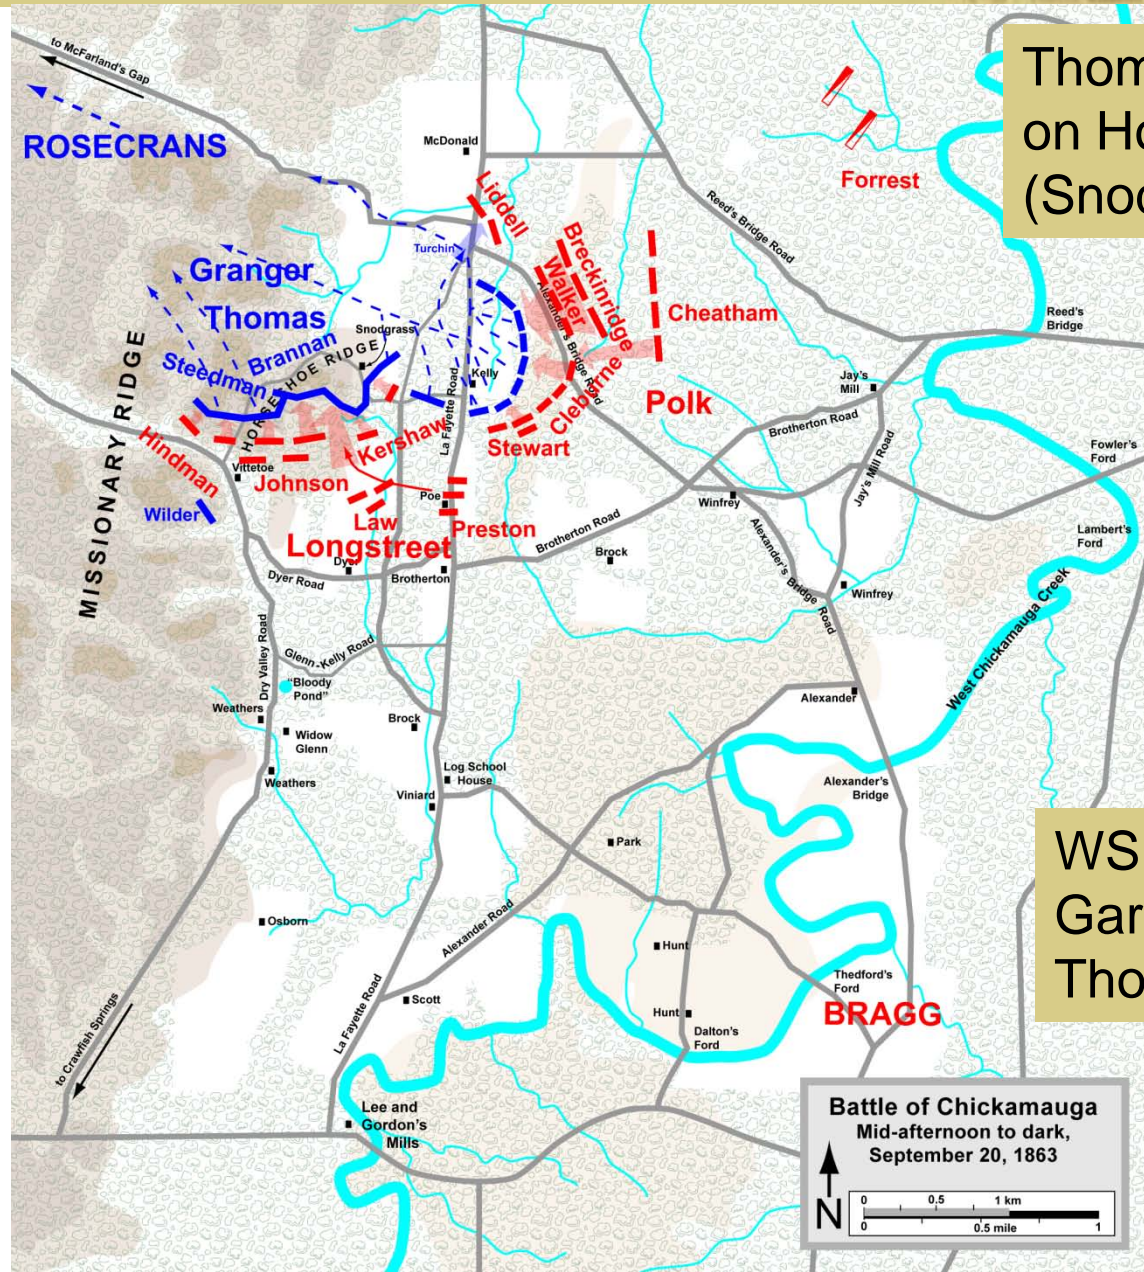 to McFarland's Gap
ROSECRANS
McDonald
Liddell
Forrest
Reed's Bridge Road
Turchin
Breckinridge
Walker
Alexander's Bridge Road
Cheatham
Reed's
Bridge
Granger
Thomas
Snodgrass
Brannan
Steedman
HORSESHOE RIDGE
Kelly
La Fayette Road
Cleburne
Polk
Jay's
Mill
MISSIONARY RIDGE
Hindman
Kershaw
Stewart
Brotherton Road
Jay's Mill Road
Fowler's
Ford
Vittetoe
Johnson
Poe
Wilder
Law
Preston
Winfrey
Lambert's
Ford
Longstreet
Brotherton Road
Brock
Alexander's Bridge Road
Dyer
Dyer Road
Brotherton
Winfrey
West Chickamauga Creek
Dry Valley Road
Glenn-Kelly Road
"Bloody
Pond"
Weathers
Widow
Glenn
Brock
Alexander
Weathers
Log School
House
Viniard
Alexander's
Bridge
Park
Osborn
Alexander Road
Hunt
Thedford's
Ford
BRAGG
Scott
Hunt
Dalton's
Ford
La Fayette Road
to Crawfish Springs
Lee and
Gordon's
Mills
Battle of Chickamauga
Mid-afternoon to dark,
September 20, 1863
N
0 0.5 1 km
0 0.5 mile 1
Thom
on Ho
(Snod
WS
Gar
Tho